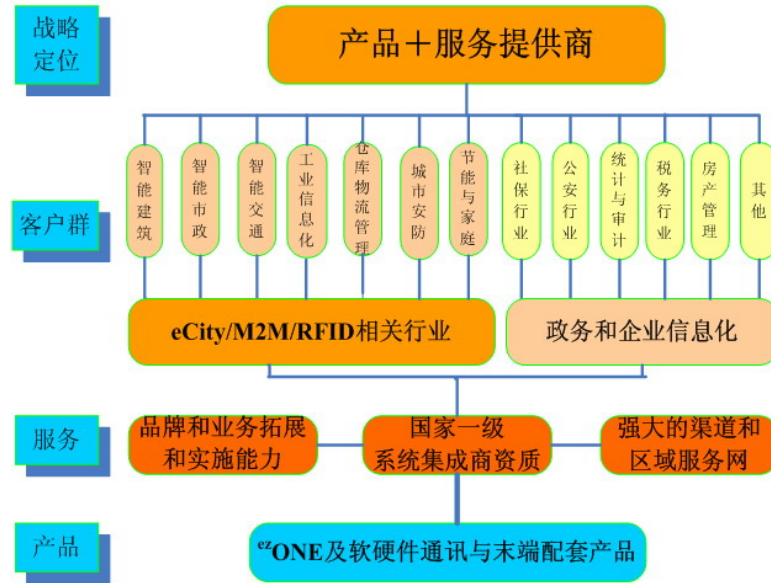 战略
定位
产品＋服务提供商
客户群
智能建筑
智能市政
智能交通
工业信息化
仓库物流管理
城市安防
节能与家庭
社保行业
公安行业
统计与审计
税务行业
房产管理
其他
eCity/M2M/RFID相关行业
政务和企业信息化
服务
品牌和业务拓展
和实施能力
国家一级
系统集成商资质
强大的渠道和
区域服务网
产品
ezONE及软硬件通讯与末端配套产品